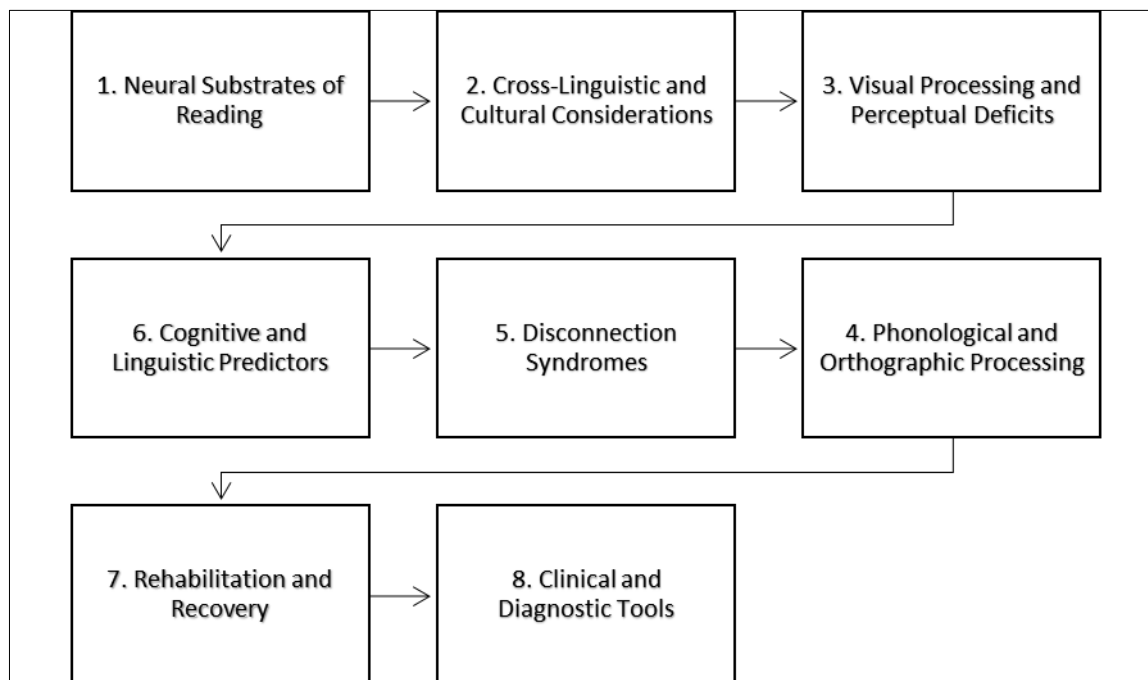 1. Neural Substrates of
Reading
2. Cross-Linguistic and
Cultural Considerations
3. Visual Processing and
Perceptual Deficits
6. Cognitive and
Linguistic Predictors
5. Disconnection
Syndromes
4. Phonological and
Orthographic Processing
7. Rehabilitation and
Recovery
8. Clinical and
Diagnostic Tools